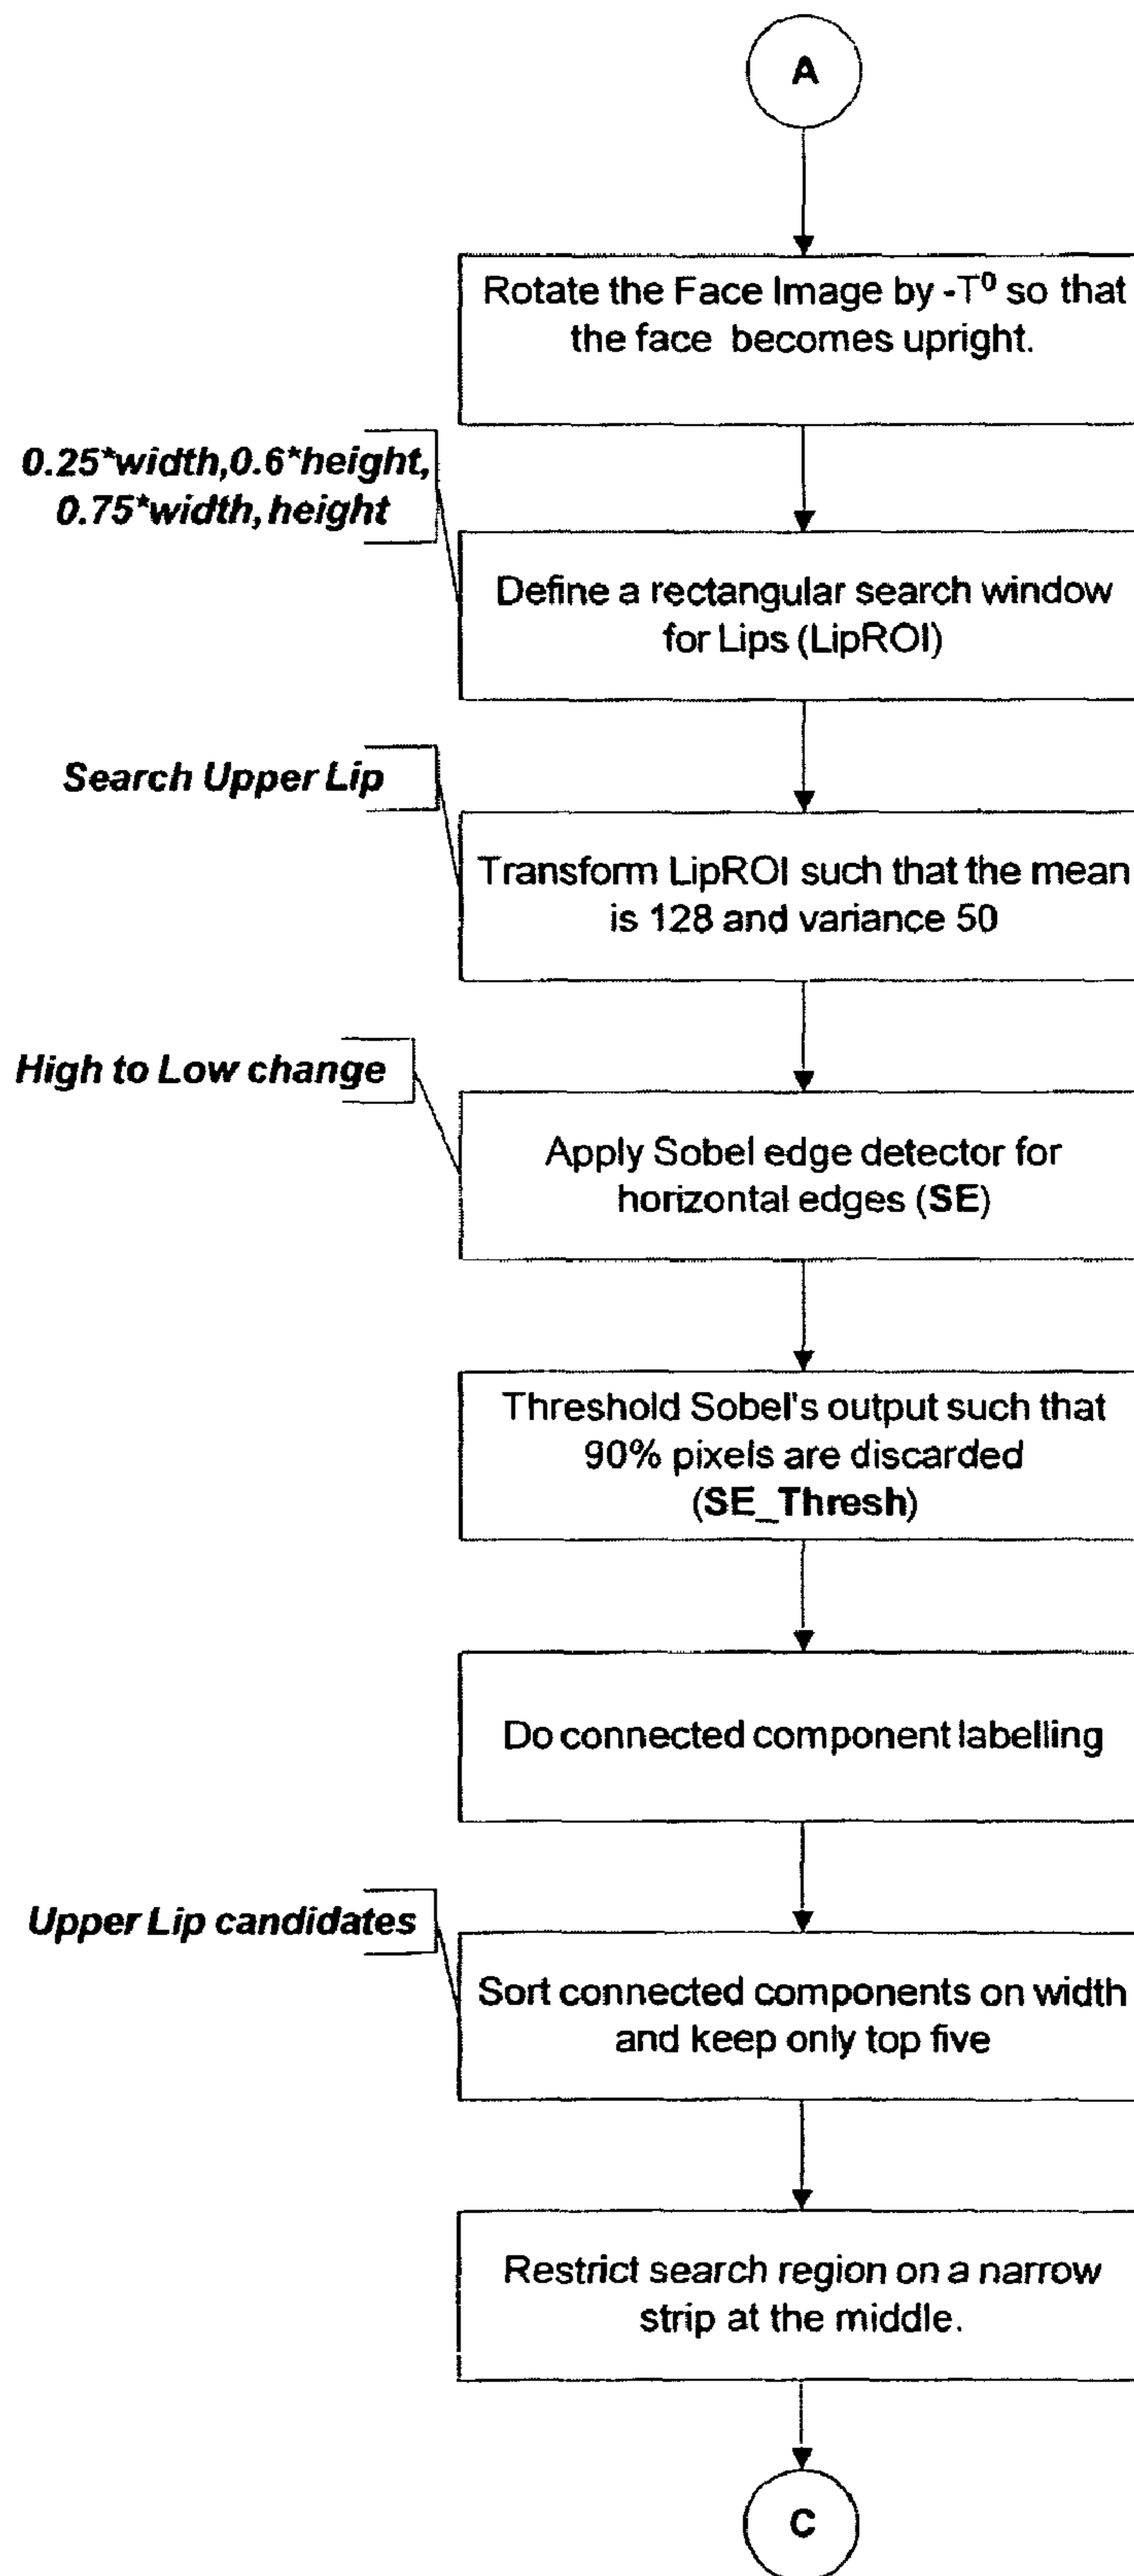 A
Rotate the Face Image by -T⁰ so that
the face becomes upright.
0.25*width,0.6*height,
0.75*width,height
Define a rectangular search window
for Lips (LipROI)
Search Upper Lip
Transform LipROI such that the mean
is 128 and variance 50
High to Low change
Apply Sobel edge detector for
horizontal edges (SE)
Threshold Sobel's output such that
90% pixels are discarded
(SE_Thresh)
Do connected component labelling
Upper Lip candidates
Sort connected components on width
and keep only top five
Restrict search region on a narrow
strip at the middle.
C